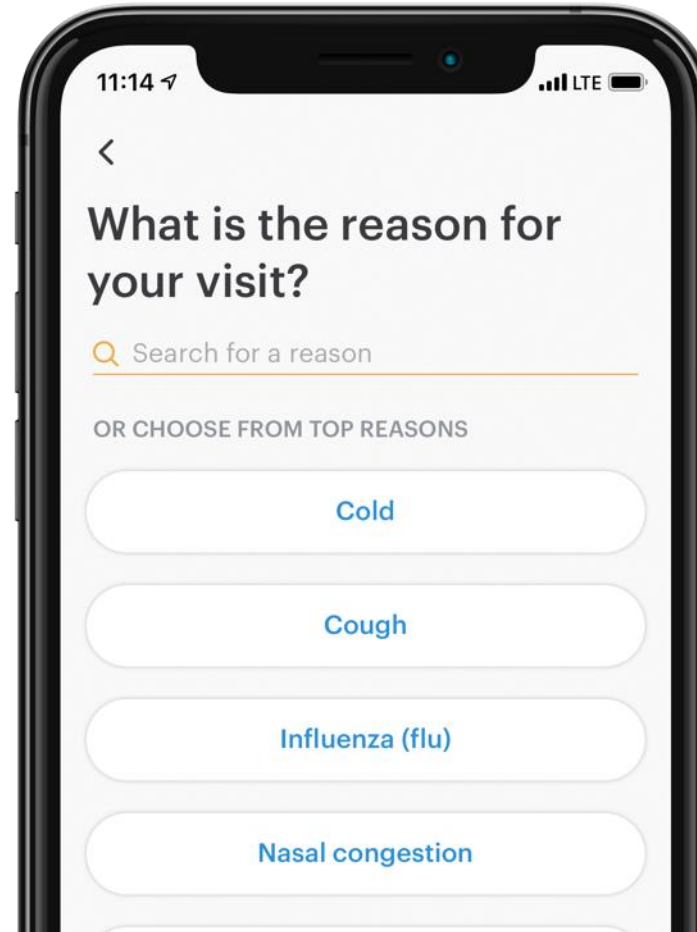 11:14
LTE
What is the reason for
your visit?
Search for a reason
OR CHOOSE FROM TOP REASONS
Cold
Cough
Influenza (flu)
Nasal congestion